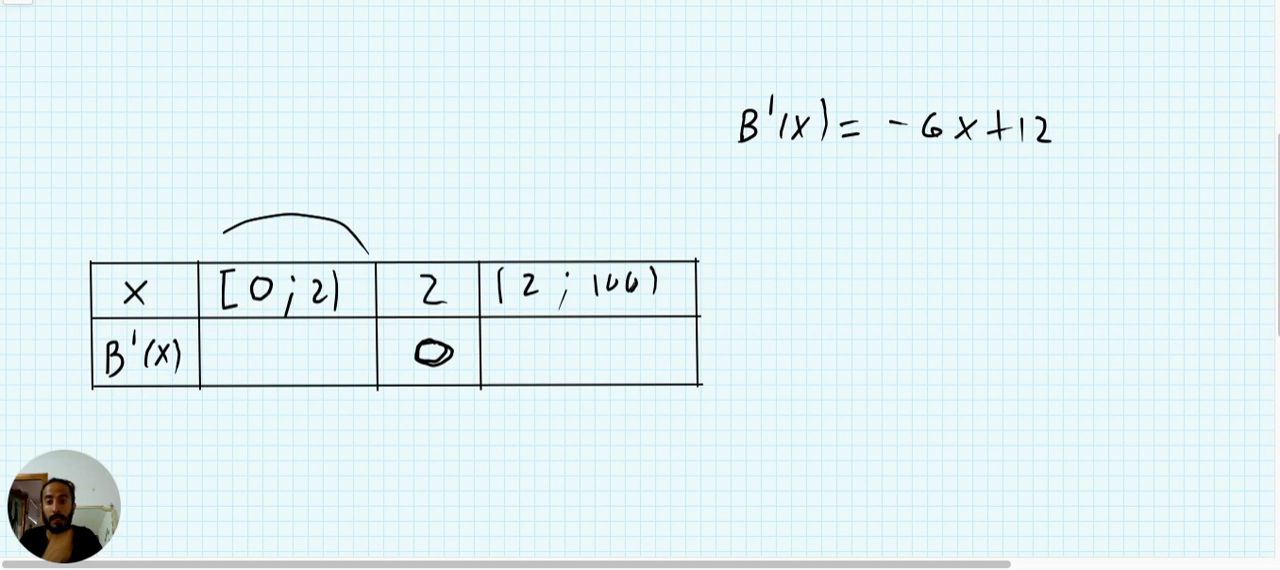 B'(x) = -6x+12
x [0;2) 2 (2;100)
B'(x) 0